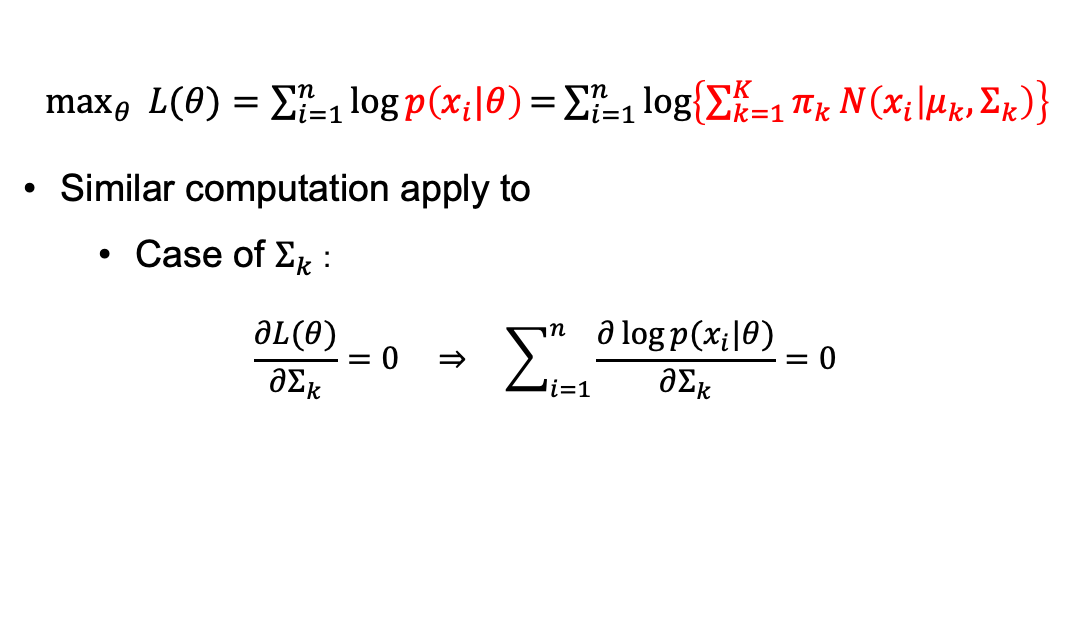 max_θ L(θ) = ∑_{i=1}^{n} log p(x_i|θ) = ∑_{i=1}^{n} log{∑_{k=1}^{K} π_k N(x_i|μ_k, Σ_k)}
• Similar computation apply to
• Case of Σ_k :
∂L(θ)/∂Σ_k = 0 ⇒ ∑_{i=1}^{n} ∂ log p(x_i|θ)/∂Σ_k = 0